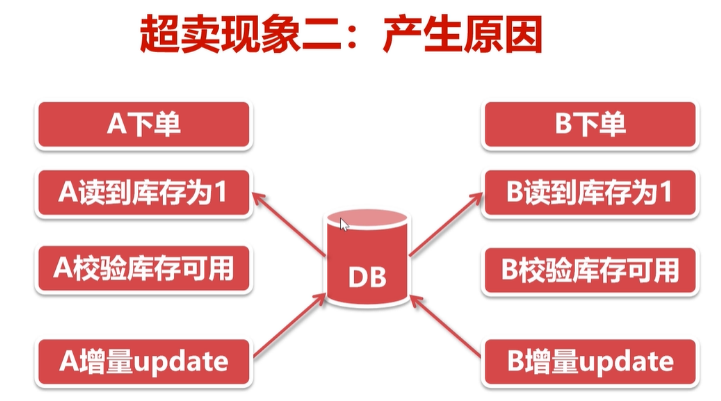 超卖现象二：产生原因
A下单
B下单
A读到库存为1
B读到库存为1
A校验库存可用
B校验库存可用
DB
A增量update
B增量update